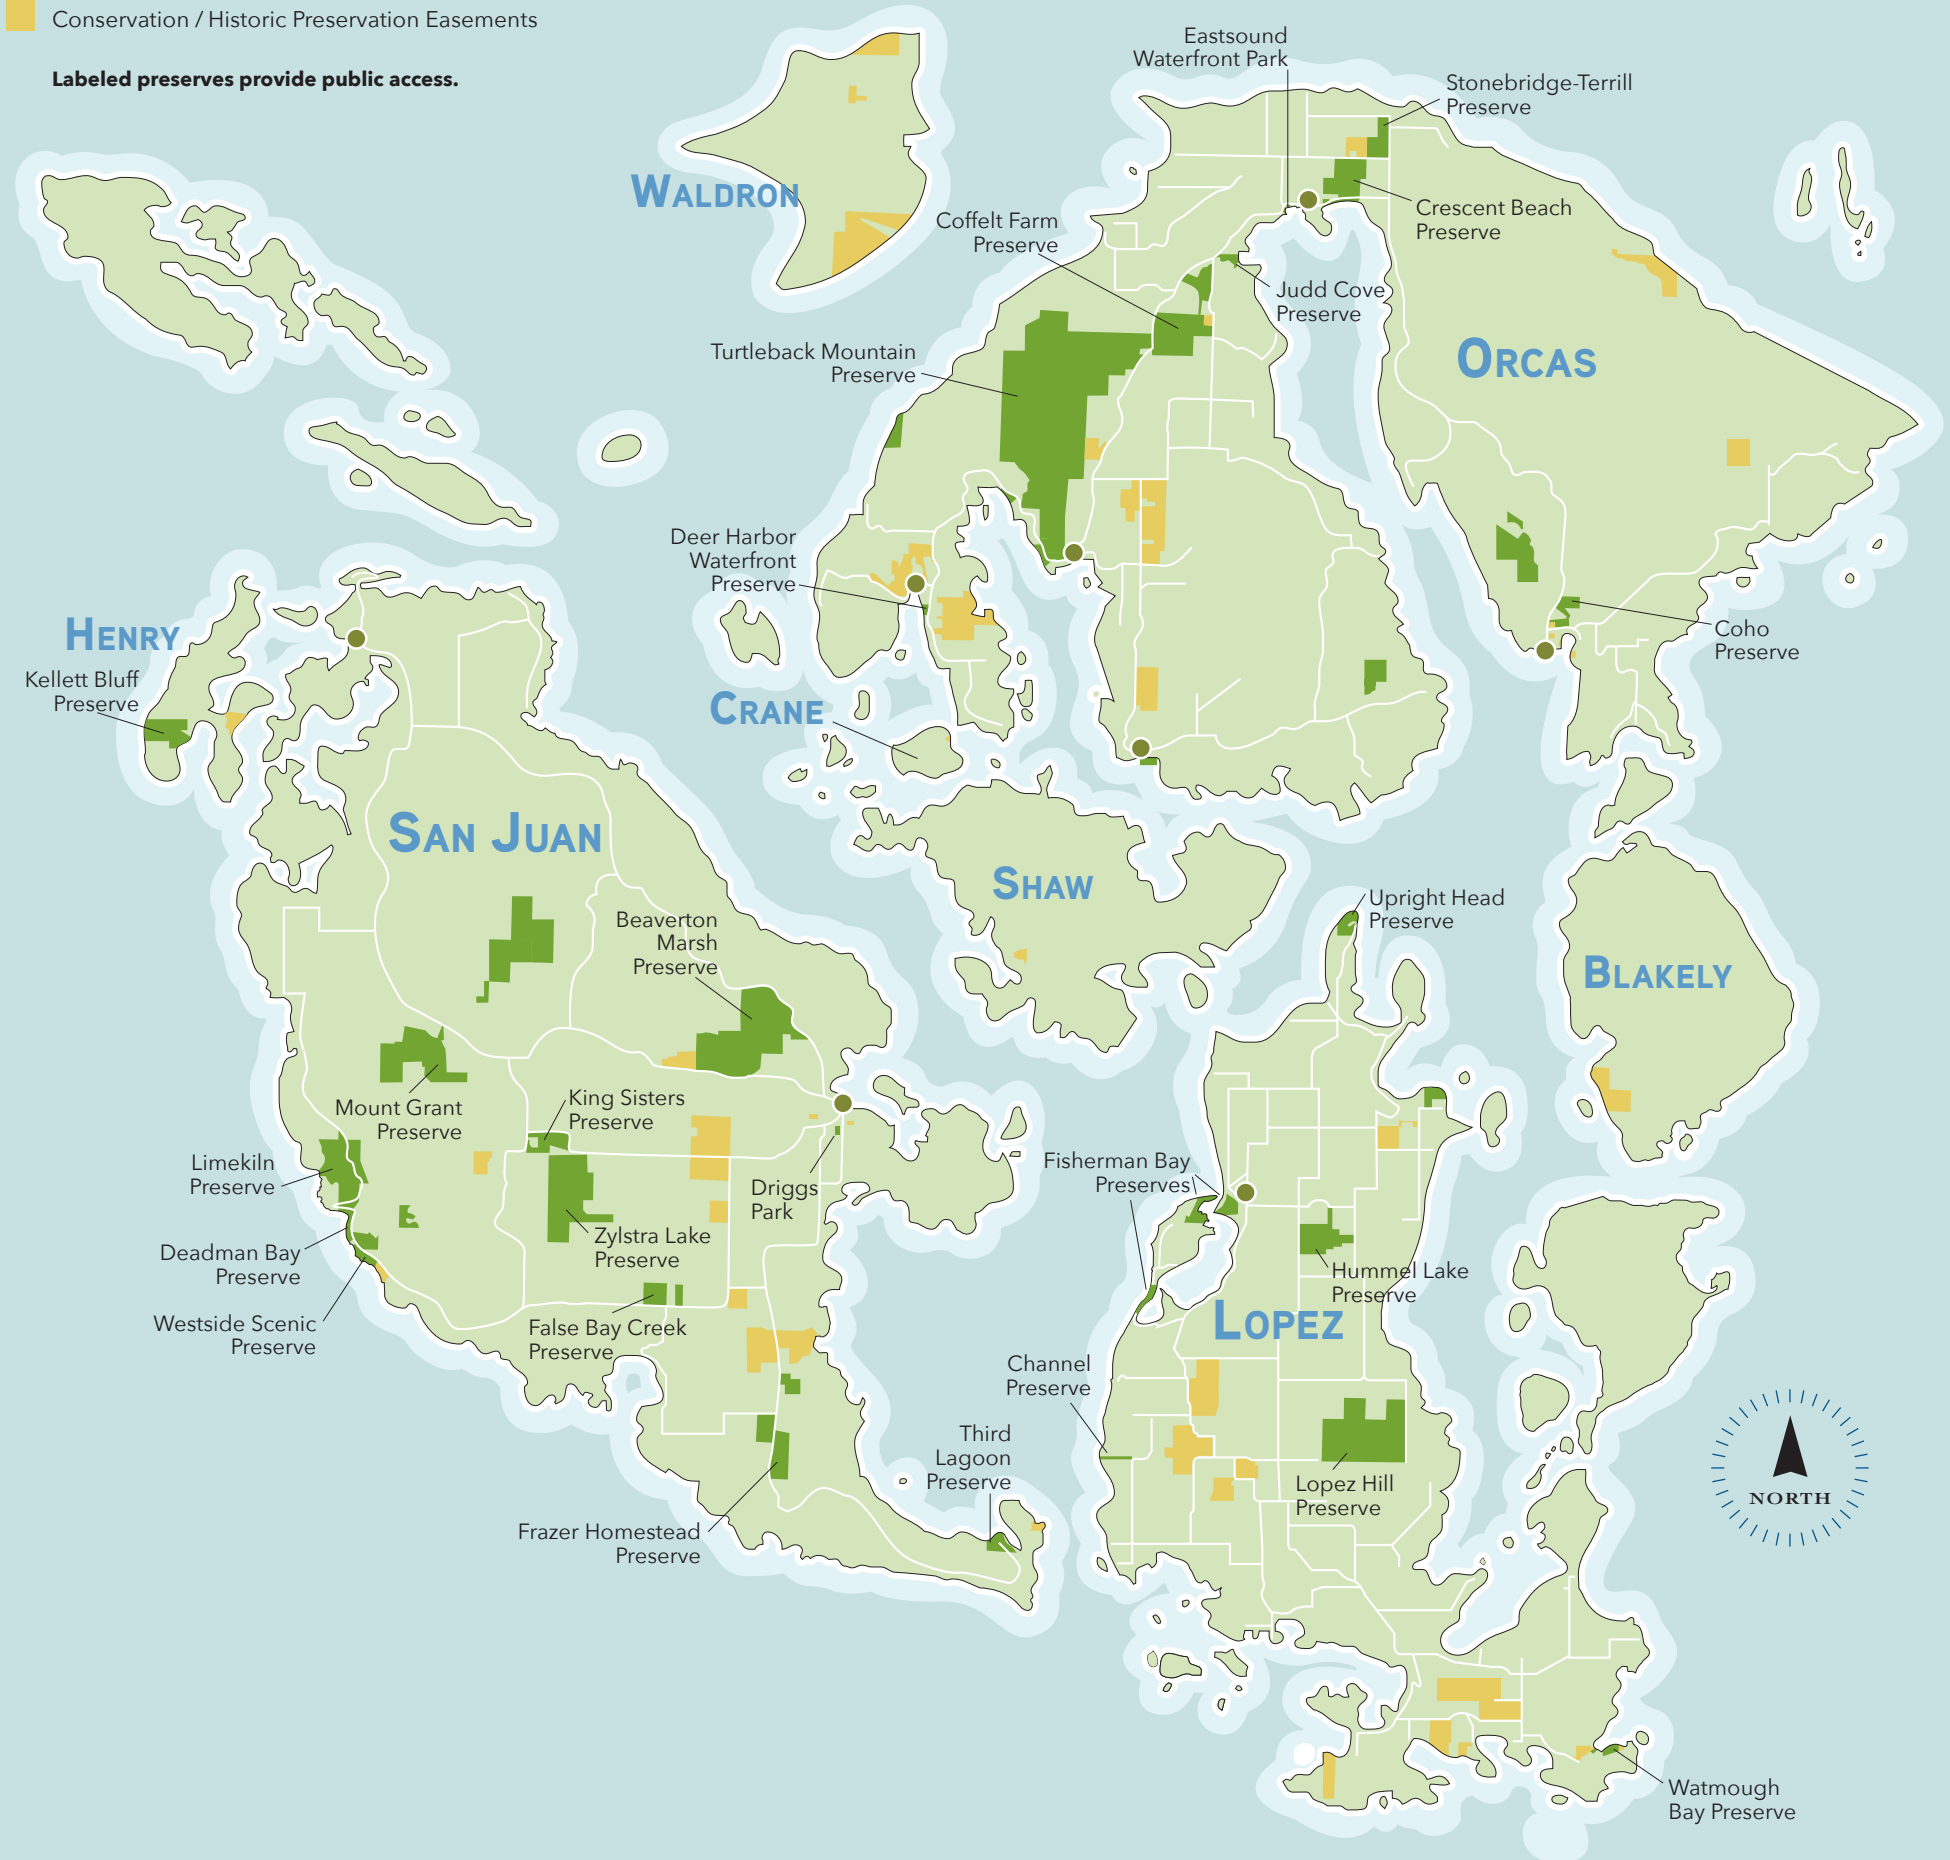 Conservation / Historic Preservation Easements
Labeled preserves provide public access.
Eastsound
Waterfront Park
Stonebridge-Terrill
Preserve
WALDRON
Coffelt Farm
Preserve
Crescent Beach
Preserve
Judd Cove
Preserve
Turtleback Mountain
Preserve
ORCAS
Deer Harbor
Waterfront
Preserve
HENRY
Kellett Bluff
Preserve
Coho
Preserve
CRANE
SAN JUAN
SHAW
Upright Head
Preserve
Beaverton
Marsh
Preserve
BLAKELY
Mount Grant
Preserve
King Sisters
Preserve
Limekiln
Preserve
Fisherman Bay
Preserves
Driggs
Park
Zylstra Lake
Preserve
Deadman Bay
Preserve
Hummel Lake
Preserve
Westside Scenic
Preserve
False Bay Creek
Preserve
LOPEZ
Channel
Preserve
Third
Lagoon
Preserve
Lopez Hill
Preserve
NORTH
Frazer Homestead
Preserve
Watmough
Bay Preserve